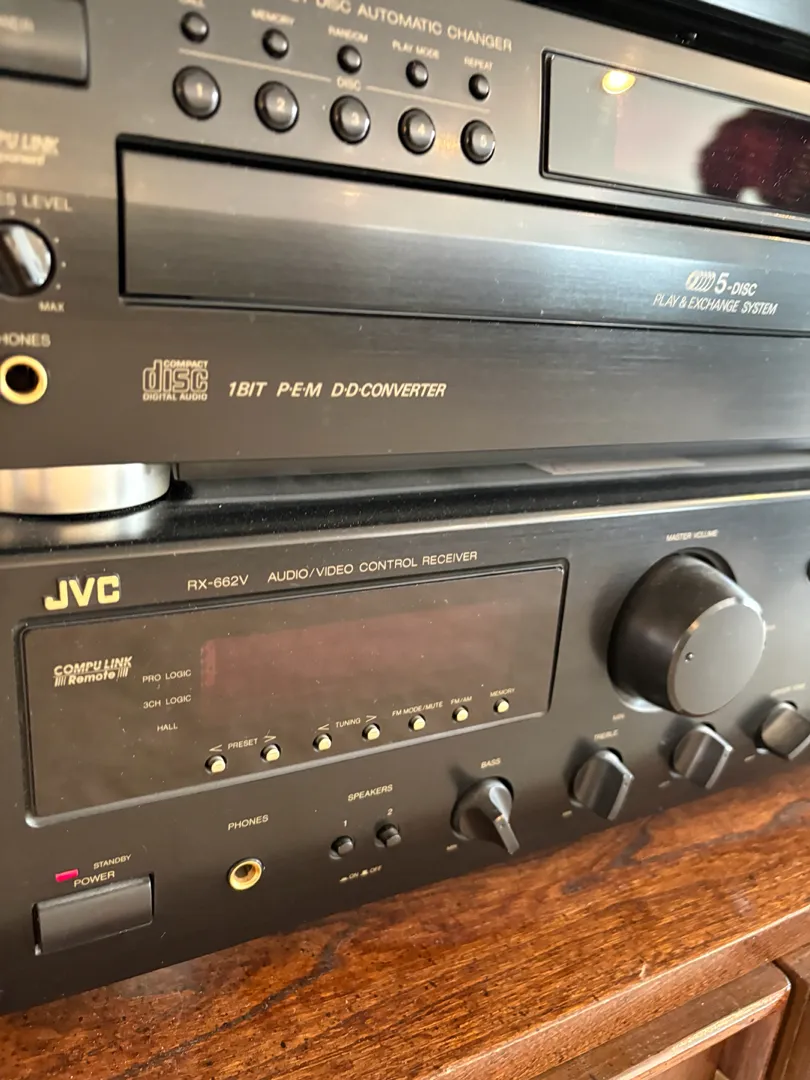 DISC AUTOMATIC CHANGER
MEMORY
RANDOM
PLAY MODE
REPEAT
DISC
1
2
3
4
5
LINK
LEVEL
MAX
5-DISC
PLAY & EXCHANGE SYSTEM
COMPACT
disc
DIGITAL AUDIO
1BIT P·E·M D·D·CONVERTER
JVC
RX-662V
AUDIO/VIDEO CONTROL RECEIVER
MASTER VOLUME
COMPU LINK
Remote
PRO LOGIC
3CH LOGIC
HALL
< PRESET >
< TUNING >
FM MODE/MUTE
FM/AM
MEMORY
MIN
BASS
TREBLE
SPEAKERS
1
2
ON
OFF
PHONES
STANDBY
POWER